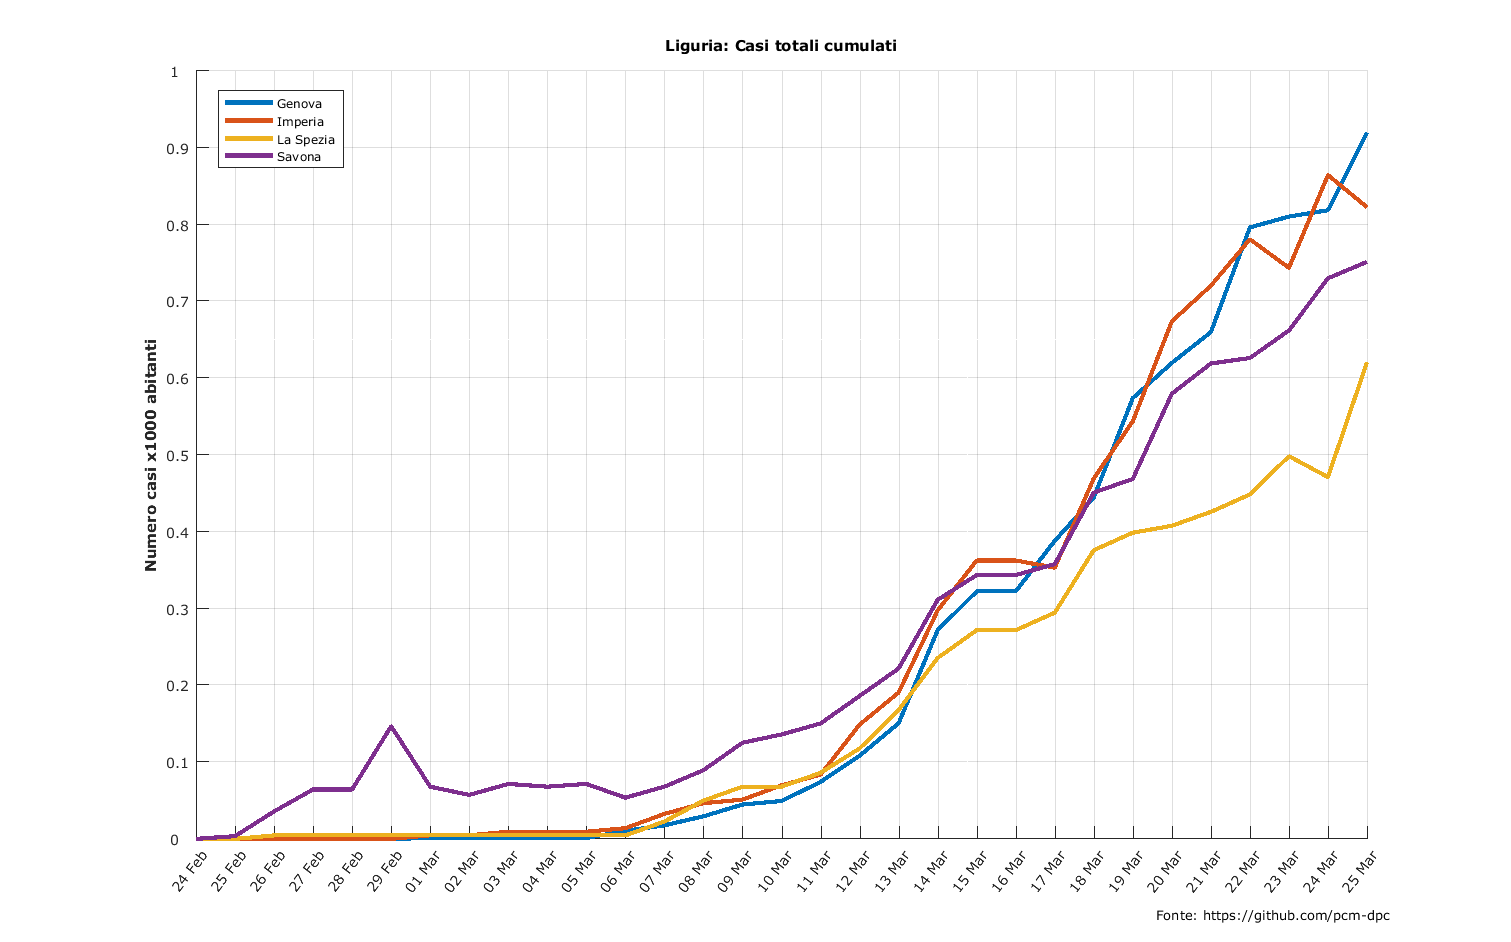 Liguria: Casi totali cumulati
1
0.9
0.8
0.7
0.6
0.5
0.4
0.3
0.2
0.1
0
Numero casi x1000 abitanti
Genova
Imperia
La Spezia
Savona
24 Feb
25 Feb
26 Feb
27 Feb
28 Feb
29 Feb
01 Mar
02 Mar
03 Mar
04 Mar
05 Mar
06 Mar
07 Mar
08 Mar
09 Mar
10 Mar
11 Mar
12 Mar
13 Mar
14 Mar
15 Mar
16 Mar
17 Mar
18 Mar
19 Mar
20 Mar
21 Mar
22 Mar
23 Mar
24 Mar
25 Mar
Fonte: https://github.com/pcm-dpc